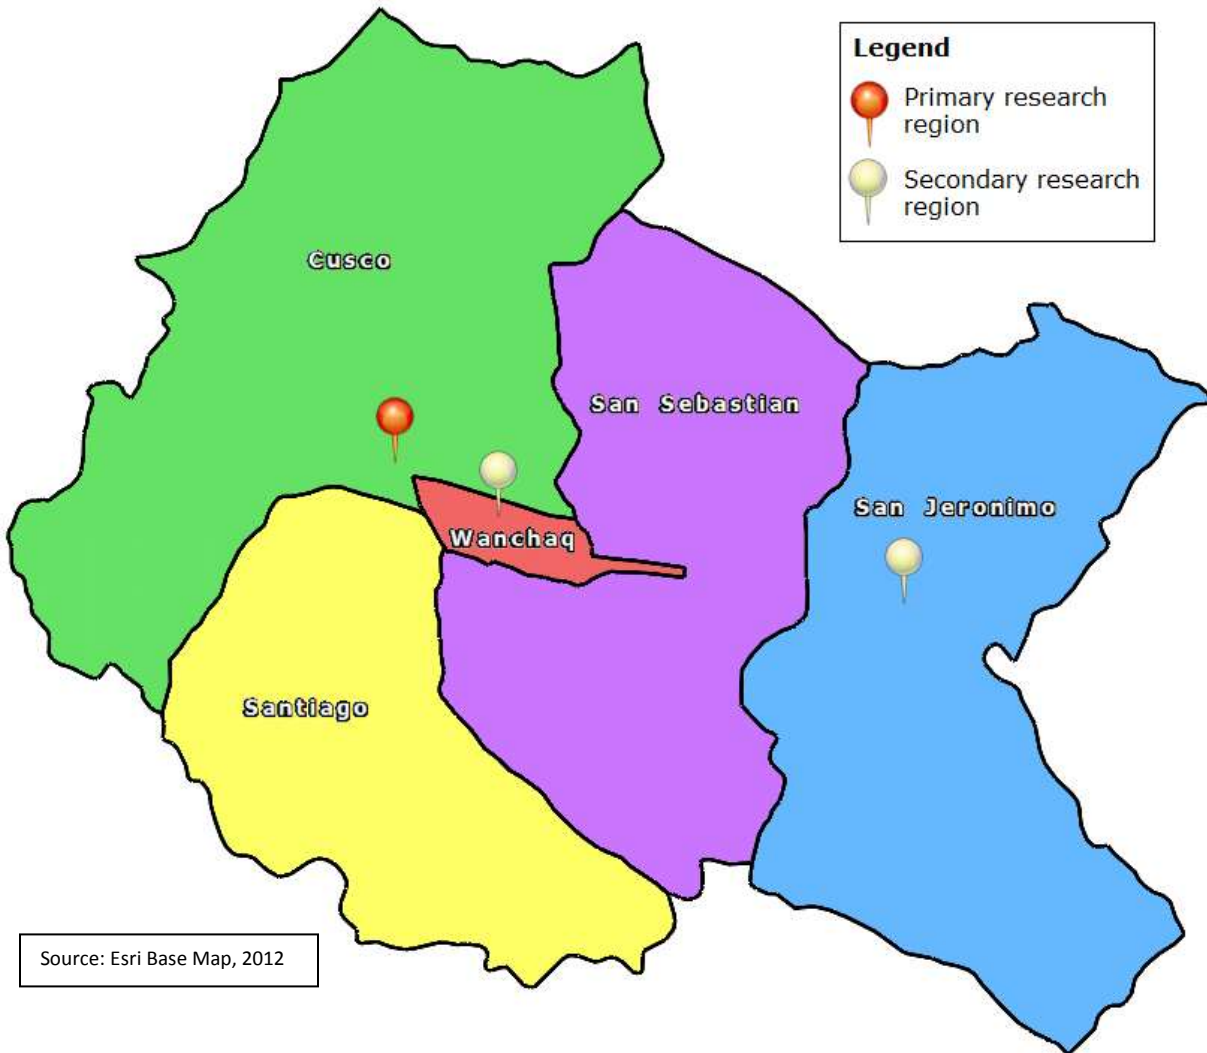 Legend
Primary research
region
Secondary research
region
Cusco
San Sebastian
San Jeronimo
Wanchaq
Santiago
Source: Esri Base Map, 2012